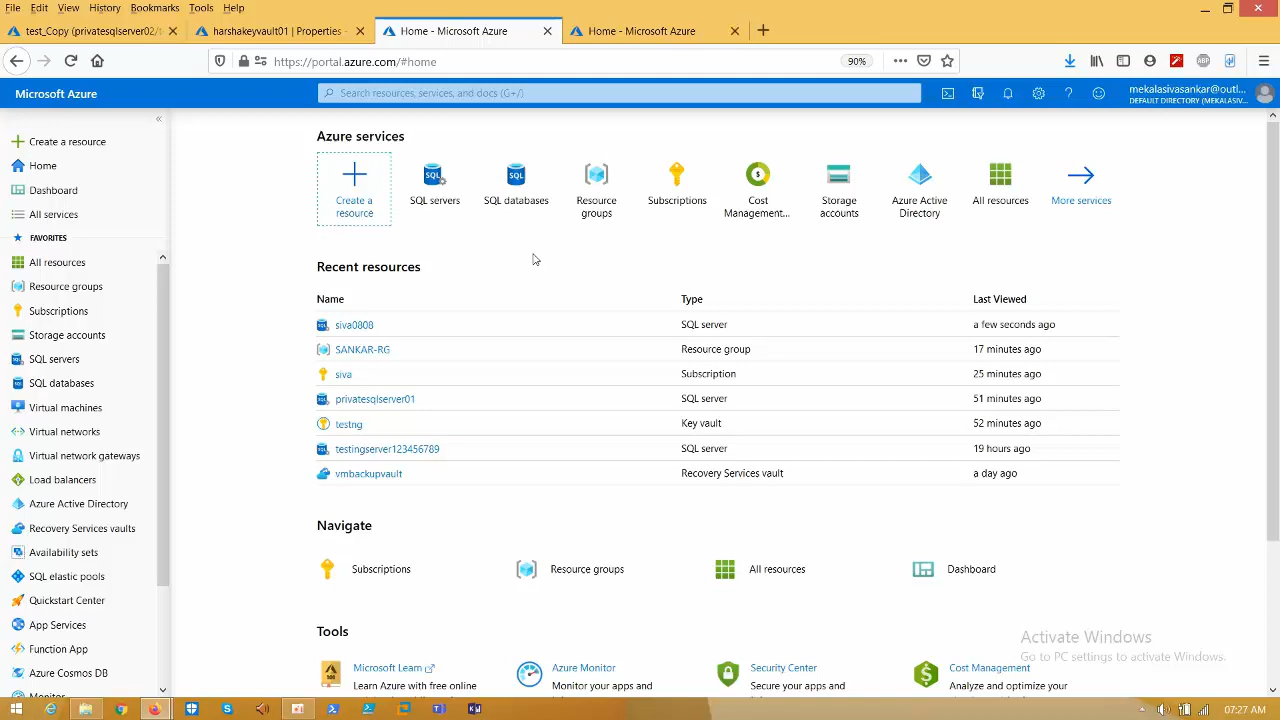 File Edit View History Bookmarks Tools Help
test_Copy (privatesqlserver02/t
harshakeyvault01 | Properties -
Home - Microsoft Azure
Home - Microsoft Azure
https://portal.azure.com/#home
90%
ABP
Microsoft Azure
Search resources, services, and docs (G+/)
mekalasivasankar@outl...
DEFAULT DIRECTORY (MEKALASIV...
Create a resource
Home
Dashboard
All services
FAVORITES
All resources
Resource groups
Subscriptions
Storage accounts
SQL servers
SQL databases
Virtual machines
Virtual networks
Virtual network gateways
Load balancers
Azure Active Directory
Recovery Services vaults
Availability sets
SQL elastic pools
Quickstart Center
App Services
Function App
Azure Cosmos DB
Monitor
Azure services
Create a resource
SQL servers
SQL databases
Resource groups
Subscriptions
Cost Management...
Storage accounts
Azure Active Directory
All resources
More services
Recent resources
Name Type Last Viewed
siva0808 SQL server a few seconds ago
SANKAR-RG Resource group 17 minutes ago
siva Subscription 25 minutes ago
privatesqlserver01 SQL server 51 minutes ago
testng Key vault 52 minutes ago
testingserver123456789 SQL server 19 hours ago
vmbackupvault Recovery Services vault a day ago
Navigate
Subscriptions Resource groups All resources Dashboard
Tools
Microsoft Learn
Learn Azure with free online
Azure Monitor
Monitor your apps and
Security Center
Secure your apps and
Cost Management
Analyze and optimize your
Activate Windows
Go to PC settings to activate Windows.
07:27 AM